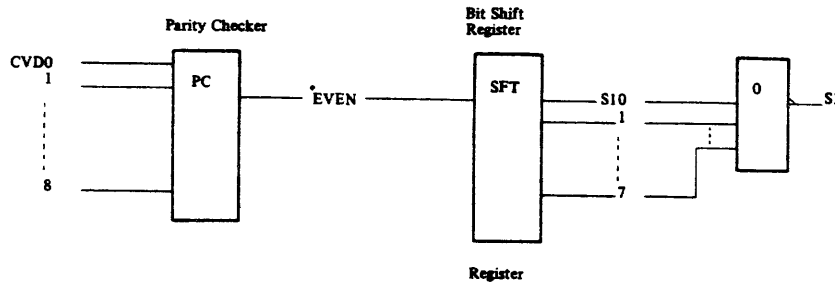 Parity Checker
Bit Shift
Register
CVD0
1
8
PC
*EVEN
SFT
S10
1
7
0
Register